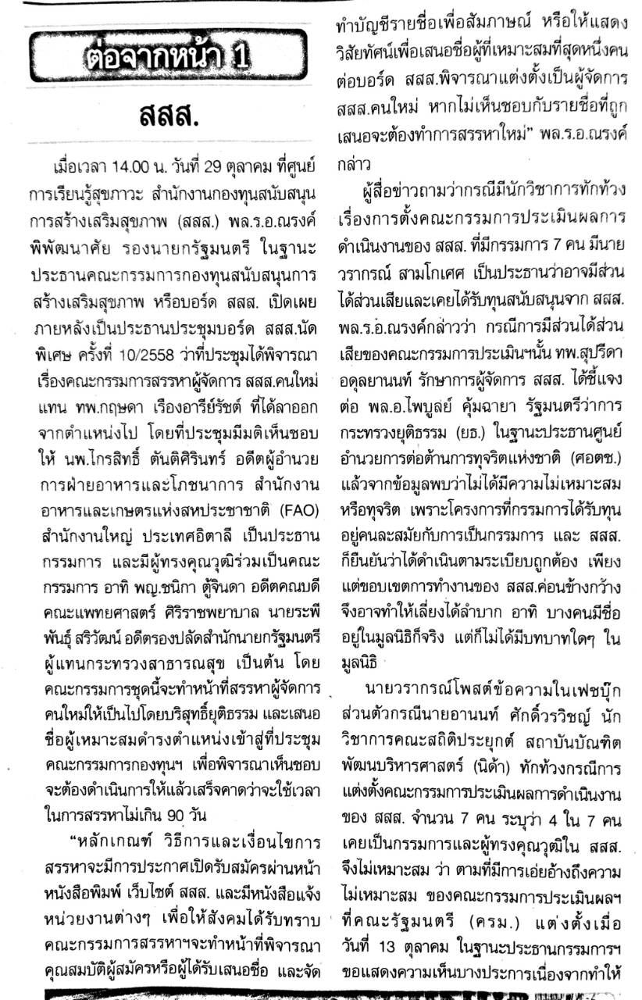 ต่อจากหน้า 1
สสส.
เมื่อเวลา 14.00 น. วันที่ 29 ตุลาคม ที่ศูนย์
การเรียนรู้สุขภาวะ สำนักงานกองทุนสนับสนุน
การสร้างเสริมสุขภาพ (สสส.) พล.ร.อ.ณรงค์
พิพัฒนาศัย รองนายกรัฐมนตรี ในฐานะ
ประธานคณะกรรมการกองทุนสนับสนุนการ
สร้างเสริมสุขภาพ หรือบอร์ด สสส. เปิดเผย
ภายหลังเป็นประธานประชุมบอร์ด สสส.นัด
พิเศษ ครั้งที่ 10/2558 ว่าที่ประชุมได้พิจารณา
เรื่องคณะกรรมการสรรหาผู้จัดการ สสส.คนใหม่
แทน ทพ.กฤษดา เรืองอารีย์รัชต์ ที่ได้ลาออก
จากตำแหน่งไป โดยที่ประชุมมีมติเห็นชอบ
ให้ นพ.ไกรสิทธิ์ ตันติศิรินทร์ อดีตผู้อำนวย
การฝ่ายอาหารและโภชนาการ สำนักงาน
อาหารและเกษตรแห่งสหประชาชาติ (FAO)
สำนักงานใหญ่ ประเทศอิตาลี เป็นประธาน
กรรมการ และมีผู้ทรงคุณวุฒิร่วมเป็นคณะ
กรรมการ อาทิ พญ.ชนิกา ตู้จินดา อดีตคณบดี
คณะแพทยศาสตร์ ศิริราชพยาบาล นายระพี
พันธุ์ สริวัฒน์ อดีตรองปลัดสำนักนายกรัฐมนตรี
ผู้แทนกระทรวงสาธารณสุข เป็นต้น โดย
คณะกรรมการชุดนี้จะทำหน้าที่สรรหาผู้จัดการ
คนใหม่ให้เป็นไปโดยบริสุทธิ์ยุติธรรม และเสนอ
ชื่อผู้เหมาะสมดำรงตำแหน่งเข้าสู่ที่ประชุม
คณะกรรมการกองทุนฯ เพื่อพิจารณาเห็นชอบ
จะต้องดำเนินการให้แล้วเสร็จคาดว่าจะใช้เวลา
ในการสรรหาไม่เกิน 90 วัน
“หลักเกณฑ์ วิธีการและเงื่อนไขการ
สรรหาจะมีการประกาศเปิดรับสมัครผ่านหน้า
หนังสือพิมพ์ เว็บไซต์ สสส. และมีหนังสือแจ้ง
หน่วยงานต่างๆ เพื่อให้สังคมได้รับทราบ
คณะกรรมการสรรหาฯจะทำหน้าที่พิจารณา
คุณสมบัติผู้สมัครหรือผู้ได้รับเสนอชื่อ และจัด
ทำบัญชีรายชื่อเพื่อสัมภาษณ์ หรือให้แสดง
วิสัยทัศน์เพื่อเสนอชื่อผู้ที่เหมาะสมที่สุดหนึ่งคน
ต่อบอร์ด สสส.พิจารณาแต่งตั้งเป็นผู้จัดการ
สสส.คนใหม่ หากไม่เห็นชอบกับรายชื่อที่ถูก
เสนอจะต้องทำการสรรหาใหม่” พล.ร.อ.ณรงค์
กล่าว
ผู้สื่อข่าวถามว่ากรณีมีนักวิชาการทักท้วง
เรื่องการตั้งคณะกรรมการประเมินผลการ
ดำเนินงานของ สสส. ที่มีกรรมการ 7 คน มีนาย
วรากรณ์ สามโกเศศ เป็นประธานว่าอาจมีส่วน
ได้ส่วนเสียและเคยได้รับทุนสนับสนุนจาก สสส.
พล.ร.อ.ณรงค์กล่าวว่า กรณีการมีส่วนได้ส่วน
เสียของคณะกรรมการประเมินฯนั้น ทพ.สุปรีดา
อดุลยานนท์ รักษาการผู้จัดการ สสส. ได้ชี้แจง
ต่อ พล.อ.ไพบูลย์ คุ้มฉายา รัฐมนตรีว่าการ
กระทรวงยุติธรรม (ยธ.) ในฐานะประธานศูนย์
อำนวยการต่อต้านการทุจริตแห่งชาติ (ศอตช.)
แล้วจากข้อมูลพบว่าไม่ได้มีความไม่เหมาะสม
หรือทุจริต เพราะโครงการที่กรรมการได้รับทุน
อยู่คนละสมัยกับการเป็นกรรมการ และ สสส.
ก็ยืนยันว่าได้ดำเนินตามระเบียบถูกต้อง เพียง
แต่ขอบเขตการทำงานของ สสส.ค่อนข้างกว้าง
จึงอาจทำให้เลี่ยงได้ลำบาก อาทิ บางคนมีชื่อ
อยู่ในมูลนิธิก็จริง แต่ก็ไม่ได้มีบทบาทใดๆ ใน
มูลนิธิ
นายวรากรณ์โพสต์ข้อความในเฟซบุ๊ก
ส่วนตัวกรณีนายอานนท์ ศักดิ์วรวิชญ์ นัก
วิชาการคณะสถิติประยุกต์ สถาบันบัณฑิต
พัฒนบริหารศาสตร์ (นิด้า) ทักท้วงกรณีการ
แต่งตั้งคณะกรรมการประเมินผลการดำเนินงาน
ของ สสส. จำนวน 7 คน ระบุว่า 4 ใน 7 คน
เคยเป็นกรรมการและผู้ทรงคุณวุฒิใน สสส.
จึงไม่เหมาะสม ว่า ตามที่มีการเอ่ยอ้างถึงความ
ไม่เหมาะสม ของคณะกรรมการประเมินผลฯ
ที่คณะรัฐมนตรี (ครม.) แต่งตั้งเมื่อ
วันที่ 13 ตุลาคม ในฐานะประธานกรรมการฯ
ขอแสดงความเห็นบางประการเนื่องจากทำให้